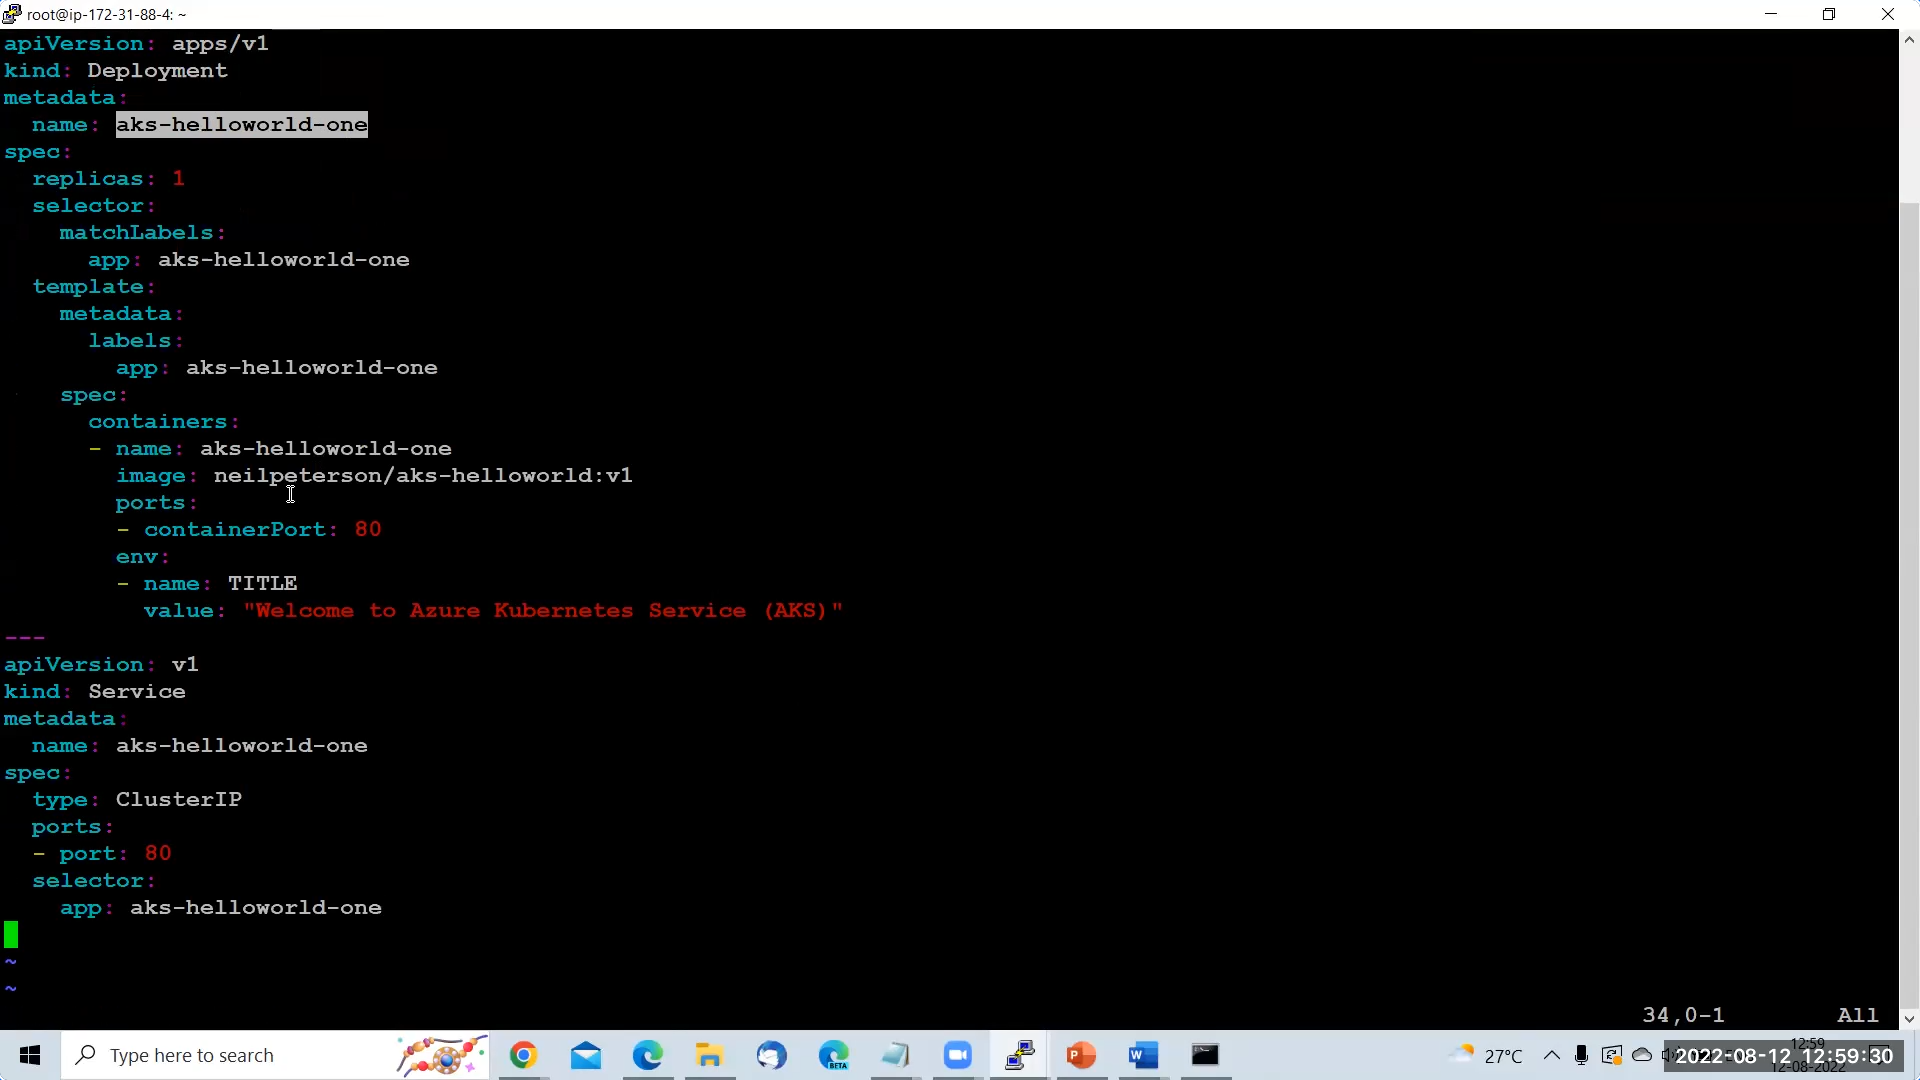 root@ip-172-31-88-4: ~
apiVersion: apps/v1
kind: Deployment
metadata:
  name: aks-helloworld-one
spec:
  replicas: 1
  selector:
    matchLabels:
      app: aks-helloworld-one
  template:
    metadata:
      labels:
        app: aks-helloworld-one
    spec:
      containers:
      - name: aks-helloworld-one
        image: neilpeterson/aks-helloworld:v1
        ports:
        - containerPort: 80
        env:
        - name: TITLE
          value: "Welcome to Azure Kubernetes Service (AKS)"
---
apiVersion: v1
kind: Service
metadata:
  name: aks-helloworld-one
spec:
  type: ClusterIP
  ports:
  - port: 80
  selector:
    app: aks-helloworld-one
~
~
34,0-1 All
Type here to search
BETA
27°C
12:59
2022-08-12 12:59:30
12-08-2022